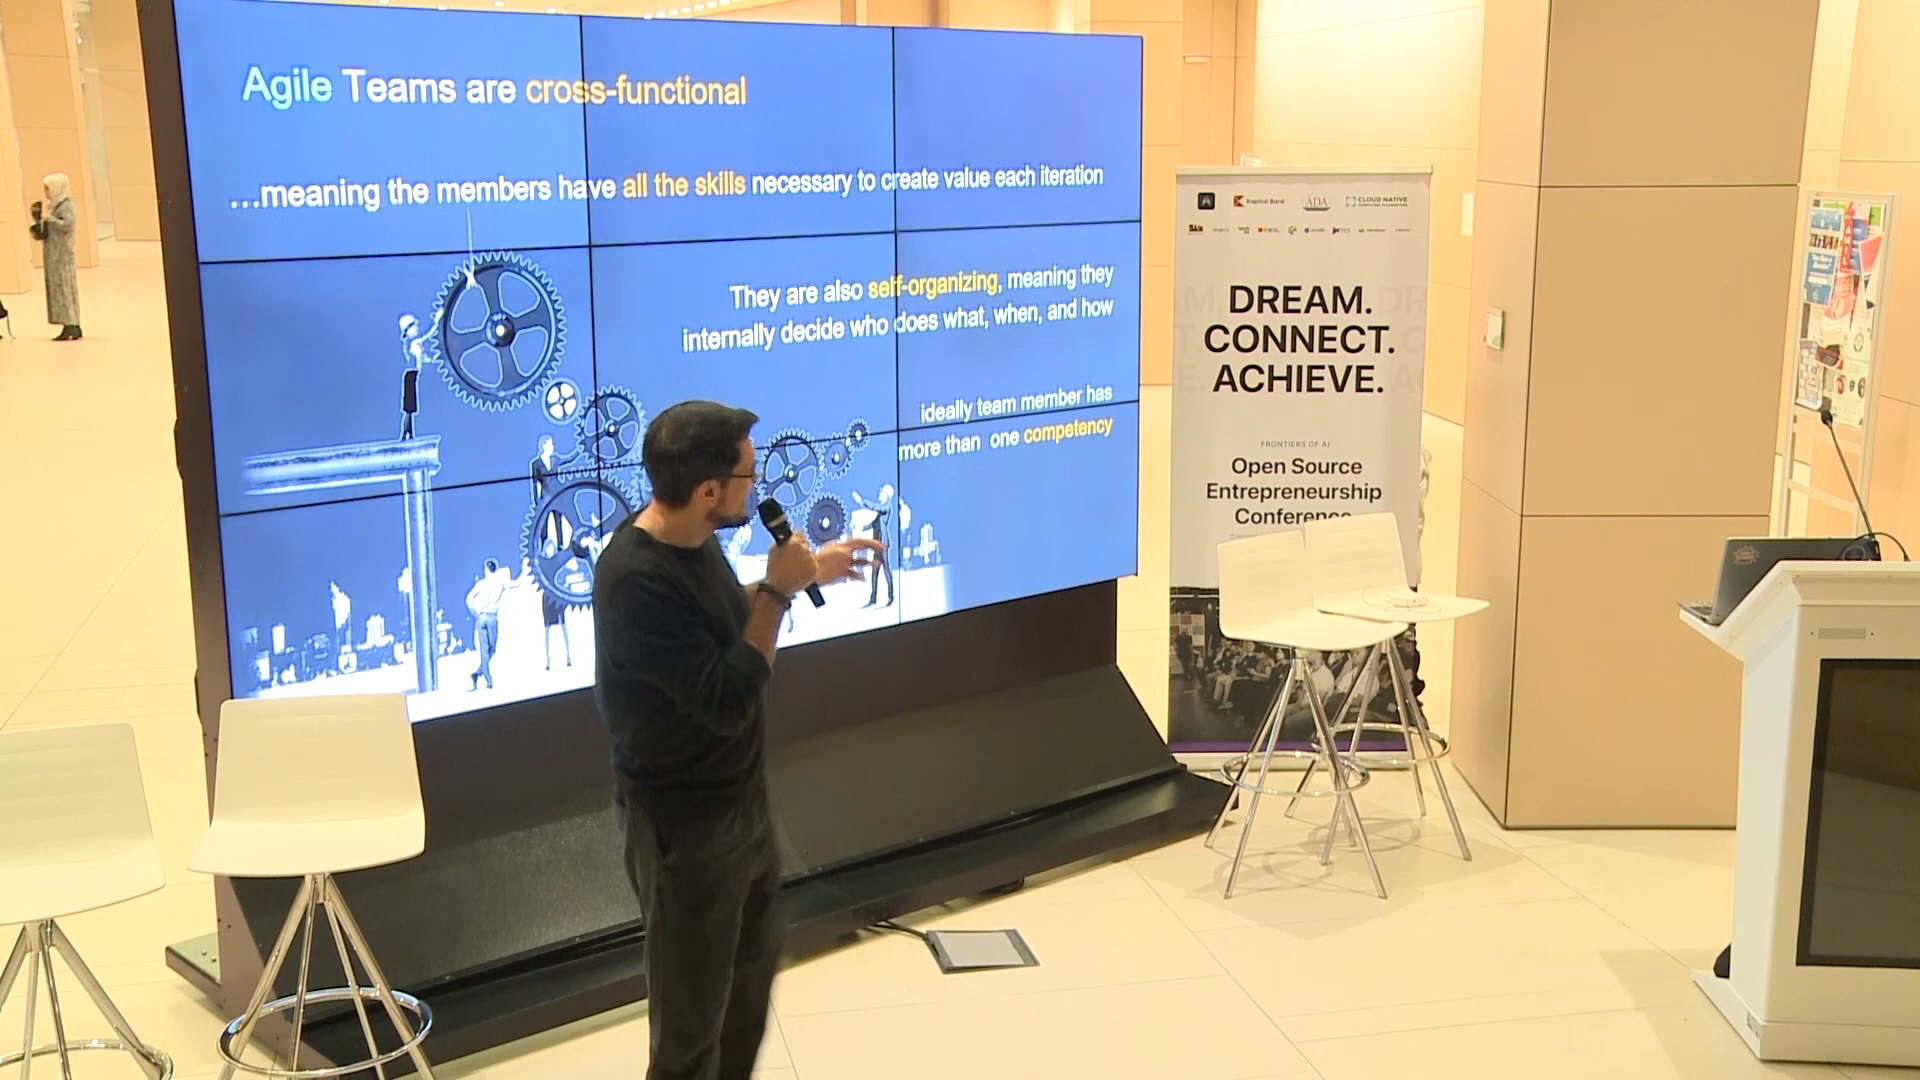 Agile Teams are cross-functional
...meaning the members have all the skills necessary to create value each iteration
They are also self-organizing, meaning they
internally decide who does what, when, and how
ideally team member has
more than one competency
Kapital Bank
ADA
CLOUD NATIVE
DREAM.
CONNECT.
ACHIEVE.
FRONTIERS OF AI
Open Source
Entrepreneurship
Conference